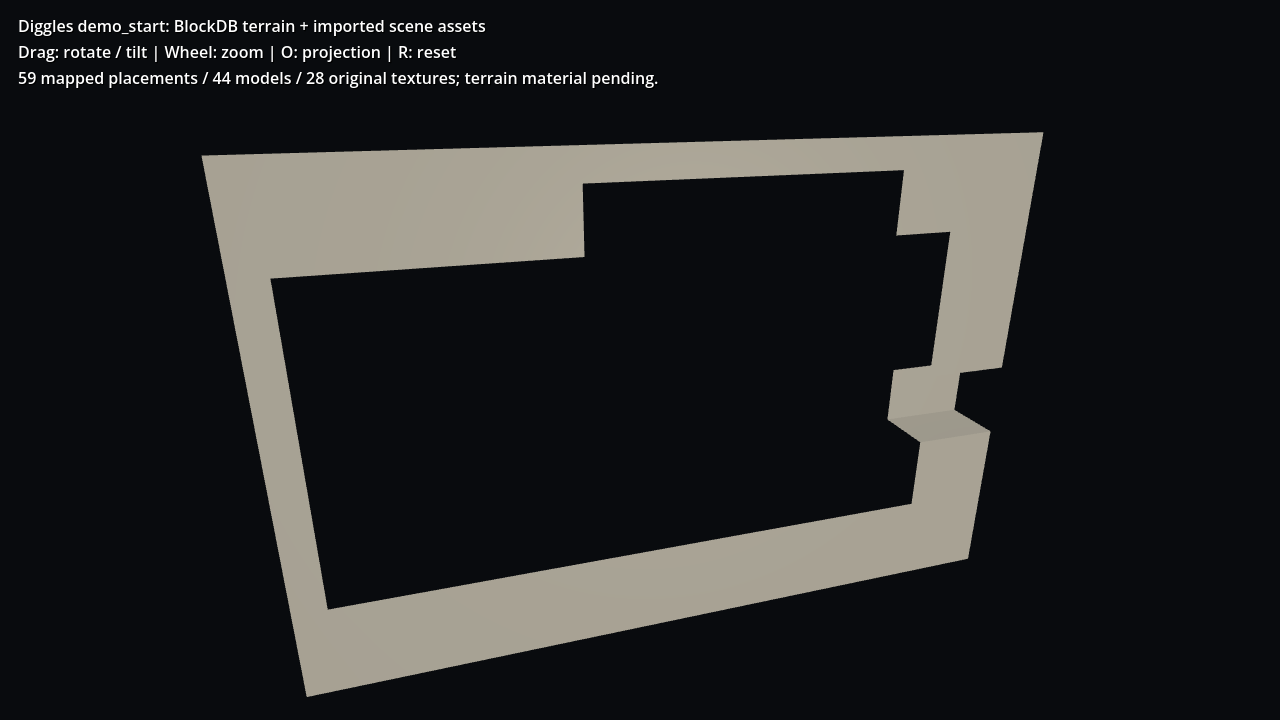 Diggles demo_start: BlockDB terrain + imported scene assets
Drag: rotate / tilt | Wheel: zoom | O: projection | R: reset
59 mapped placements / 44 models / 28 original textures; terrain material pending.